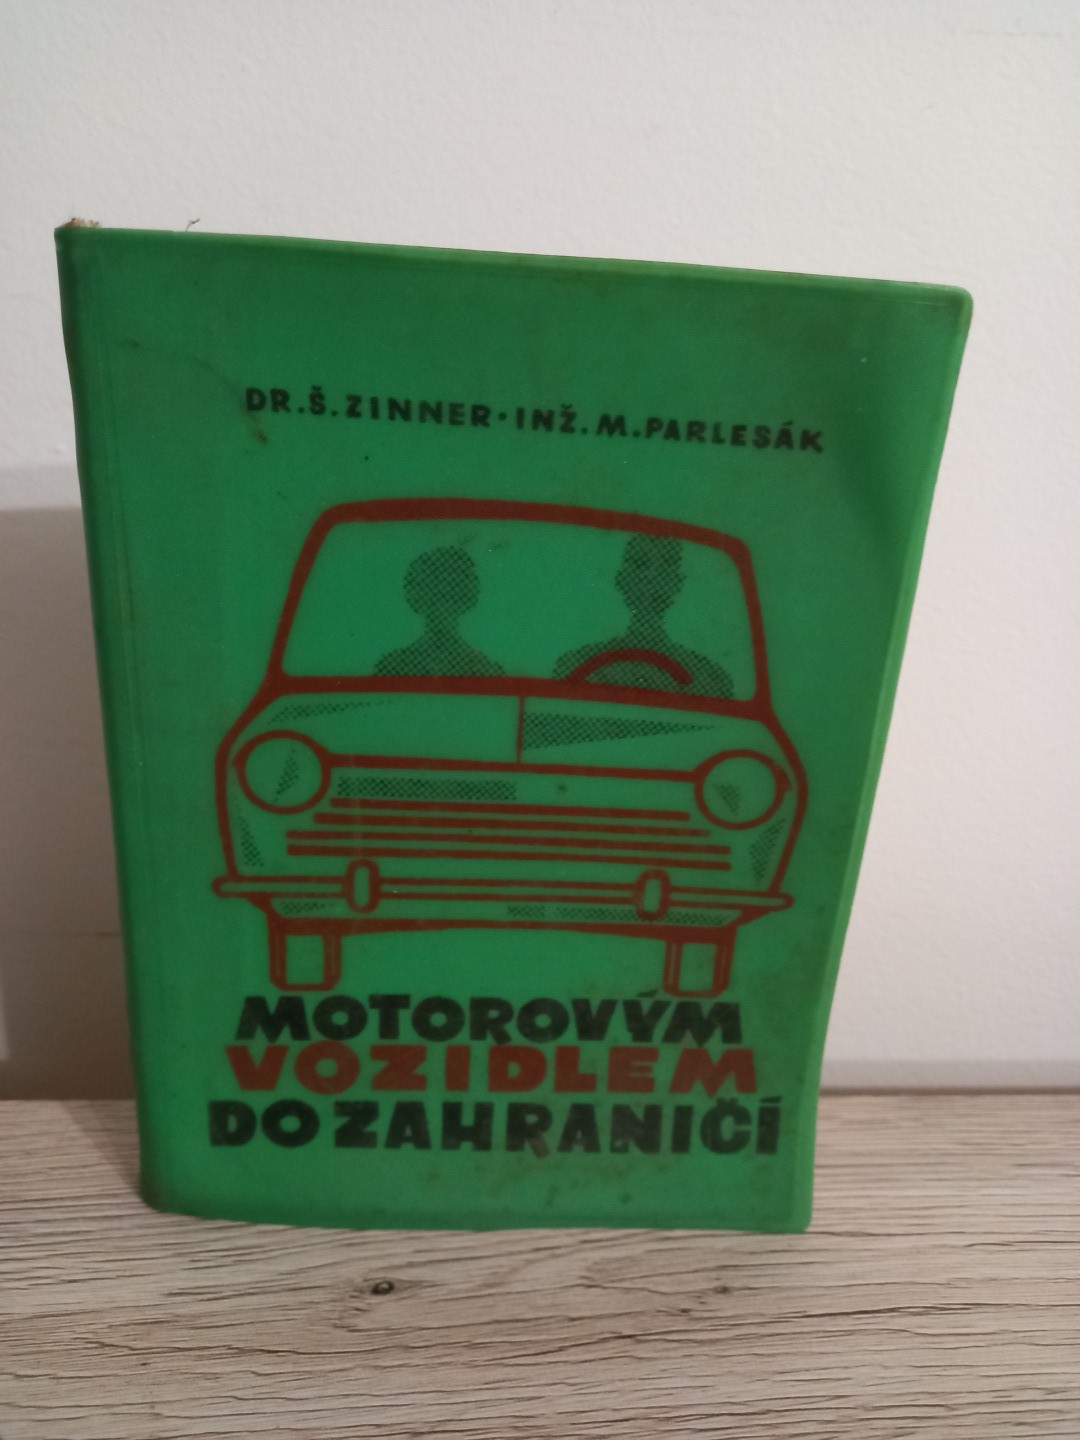 DR. Š. ZINNER · INŽ. M. PARLESÁK
MOTOROVÝM
VOZIDLEM
DO ZAHRANIČÍ